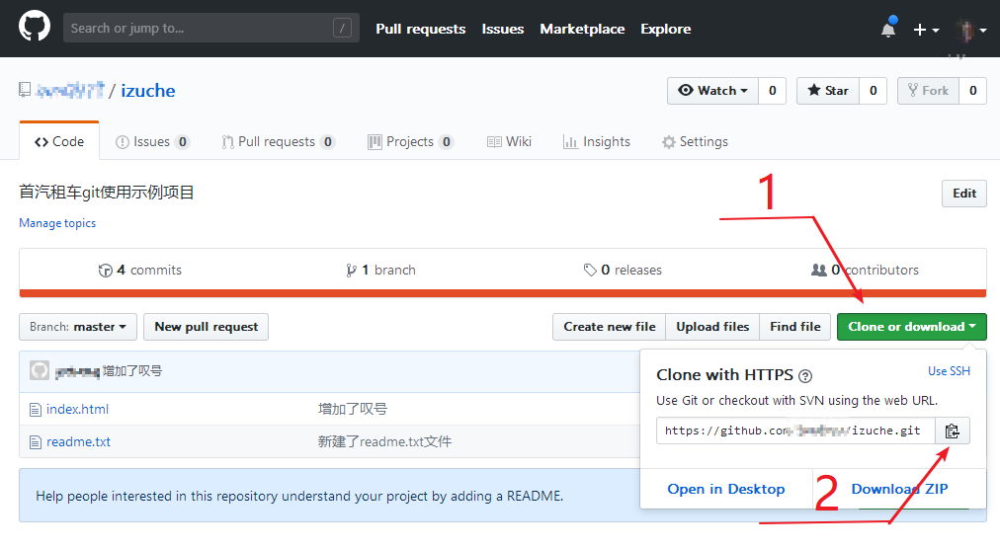 Search or jump to... / Pull requests Issues Marketplace Explore
/ izuche Watch 0 Star 0 Fork 0
Code Issues 0 Pull requests 0 Projects 0 Wiki Insights Settings
首汽租车git使用示例项目 Edit
1
Manage topics
4 commits 1 branch 0 releases 0 contributors
Branch: master New pull request Create new file Upload files Find file Clone or download
增加了叹号
Clone with HTTPS ? Use SSH
Use Git or checkout with SVN using the web URL.
index.html 增加了叹号
https://github.com /izuche.git
readme.txt 新建了readme.txt文件
Open in Desktop Download ZIP
2
Help people interested in this repository understand your project by adding a README.